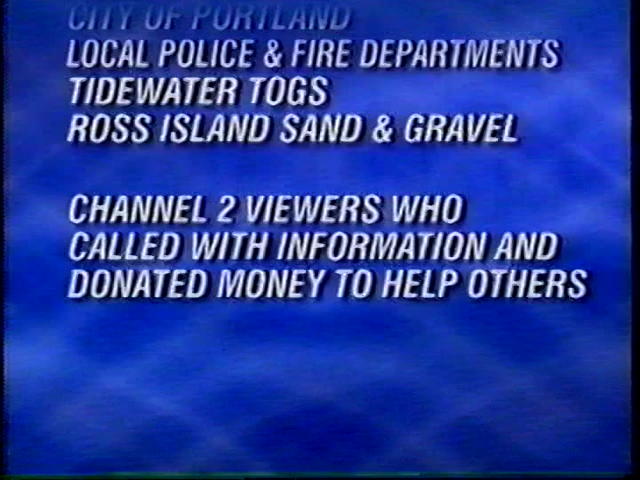 CITY OF PORTLAND
LOCAL POLICE & FIRE DEPARTMENTS
TIDEWATER TOGS
ROSS ISLAND SAND & GRAVEL
CHANNEL 2 VIEWERS WHO
CALLED WITH INFORMATION AND
DONATED MONEY TO HELP OTHERS